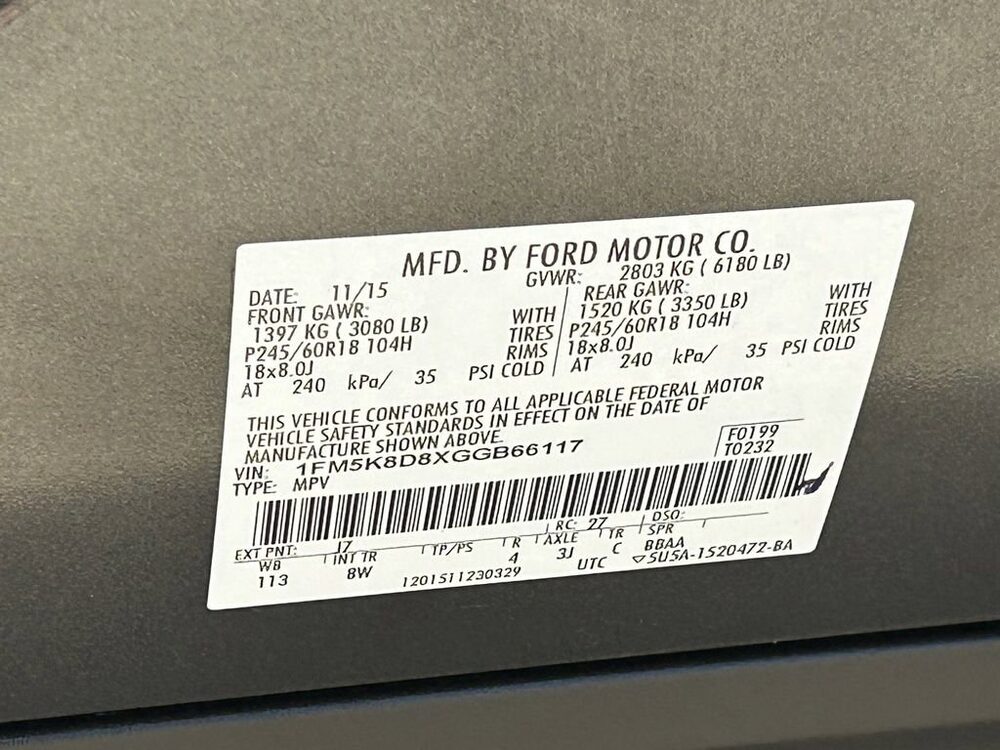 MFD. BY FORD MOTOR CO.
DATE: 11/15 GVWR: 2803 KG ( 6180 LB)
FRONT GAWR: WITH REAR GAWR: WITH
1397 KG ( 3080 LB) TIRES 1520 KG ( 3350 LB) TIRES
P245/60R18 104H RIMS P245/60R18 104H RIMS
18x8.0J 18x8.0J
AT 240 kPa/ 35 PSI COLD AT 240 kPa/ 35 PSI COLD
THIS VEHICLE CONFORMS TO ALL APPLICABLE FEDERAL MOTOR
VEHICLE SAFETY STANDARDS IN EFFECT ON THE DATE OF
MANUFACTURE SHOWN ABOVE.
VIN: 1FM5K8D8XGGB66117 F0199
TYPE: MPV T0232
EXT PNT: J7 RC: 27 DSO:
WB INT TR TP/PS R AXLE TR SPR
113 8W 4 3J C BBAA
1201511230329 UTC ▽5U5A-1520472-BA